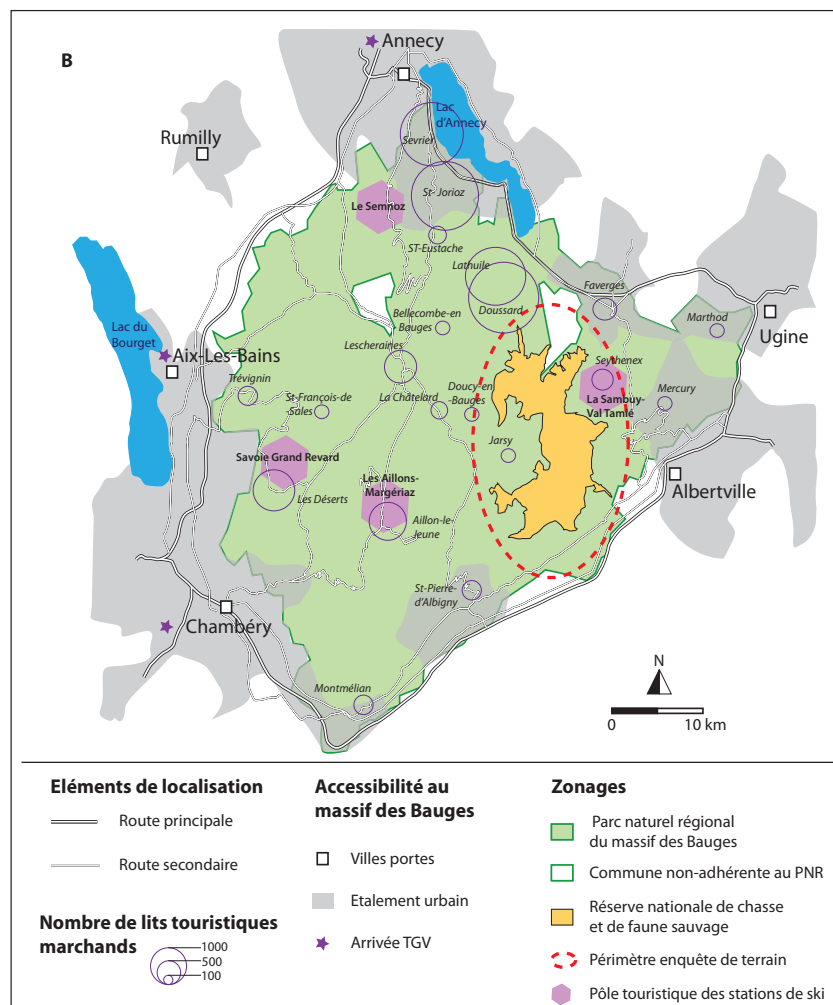 B
Annecy
Lac
d'Annecy
Rumilly
Sevrier
St- Jorioz
Le Semnoz
ST-Eustache
Lathuile
Doussard
Faverges
Marthod
Ugine
Bellecombe-en
- Bauges
Lac du
Bourget
Aix-Les-Bains
Lescheraines
Trévignin
St-François-de
- Sales
La Châtelard
Doucy-en
-Bauges
Seythenex
La Sambuy-
Val Tamié
Mercury
Jarsy
Savoie Grand Revard
Les Déserts
Les Aillons-
Margériaz
Aillon-le-
Jeune
Albertville
St-Pierre-
d'Albigny
Chambéry
Montmélian
N
0 10 km
Eléments de localisation
Route principale
Route secondaire
Nombre de lits touristiques
marchands
1000
500
100
Accessibilité au
massif des Bauges
Villes portes
Etalement urbain
Arrivée TGV
Zonages
Parc naturel régional
du massif des Bauges
Commune non-adhérente au PNR
Réserve nationale de chasse
et de faune sauvage
Périmètre enquête de terrain
Pôle touristique des stations de ski